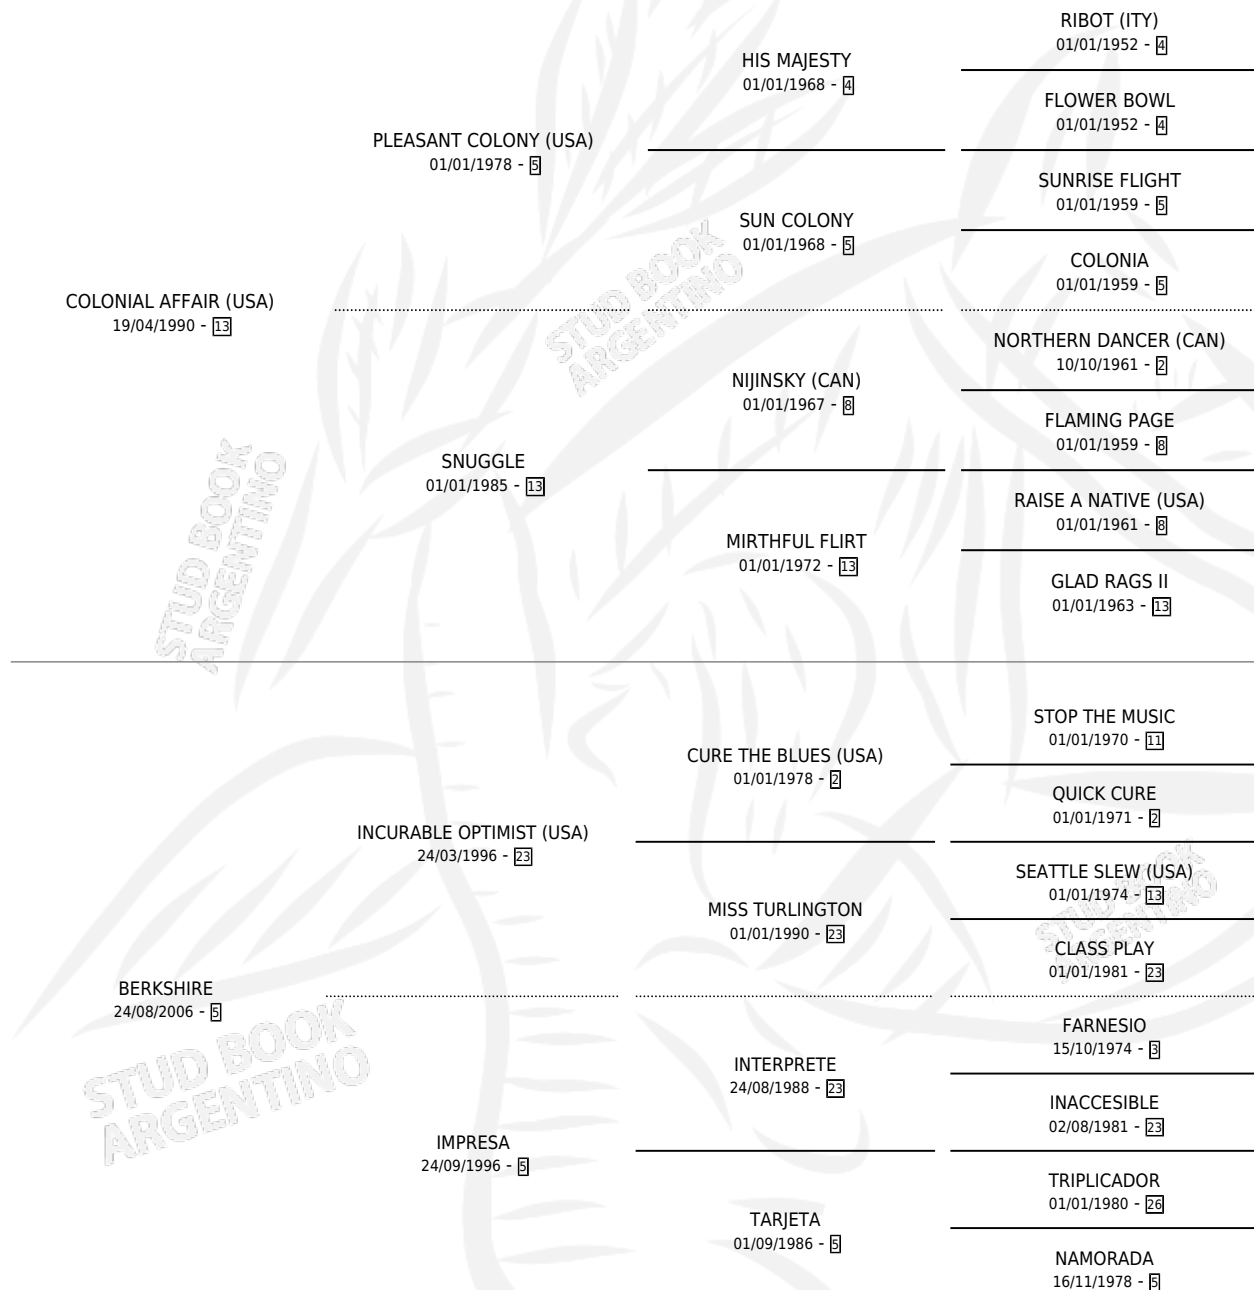 RIBOT (ITY)
01/01/1952 - 4
HIS MAJESTY
01/01/1968 - 4
FLOWER BOWL
01/01/1952 - 4
PLEASANT COLONY (USA)
01/01/1978 - 5
SUNRISE FLIGHT
01/01/1959 - 5
SUN COLONY
01/01/1968 - 5
COLONIA
01/01/1959 - 5
COLONIAL AFFAIR (USA)
19/04/1990 - 13
NORTHERN DANCER (CAN)
10/10/1961 - 2
NIJINSKY (CAN)
01/01/1967 - 8
FLAMING PAGE
01/01/1959 - 8
SNUGGLE
01/01/1985 - 13
RAISE A NATIVE (USA)
01/01/1961 - 8
MIRTHFUL FLIRT
01/01/1972 - 13
GLAD RAGS II
01/01/1963 - 13
STOP THE MUSIC
01/01/1970 - 11
CURE THE BLUES (USA)
01/01/1978 - 2
QUICK CURE
01/01/1971 - 2
INCURABLE OPTIMIST (USA)
24/03/1996 - 23
SEATTLE SLEW (USA)
01/01/1974 - 13
MISS TURLINGTON
01/01/1990 - 23
CLASS PLAY
01/01/1981 - 23
BERKSHIRE
24/08/2006 - 5
FARNESIO
15/10/1974 - 3
INTERPRETE
24/08/1988 - 23
INACCESIBLE
02/08/1981 - 23
IMPRESA
24/09/1996 - 5
TRIPLICADOR
01/01/1980 - 26
TARJETA
01/09/1986 - 5
NAMORADA
16/11/1978 - 5
STUD BOOK
ARGENTINO
STUD BOOK
ARGENTINO
STUD BOOK
ARGENTINO
STUD BOOK
ARGENTINO